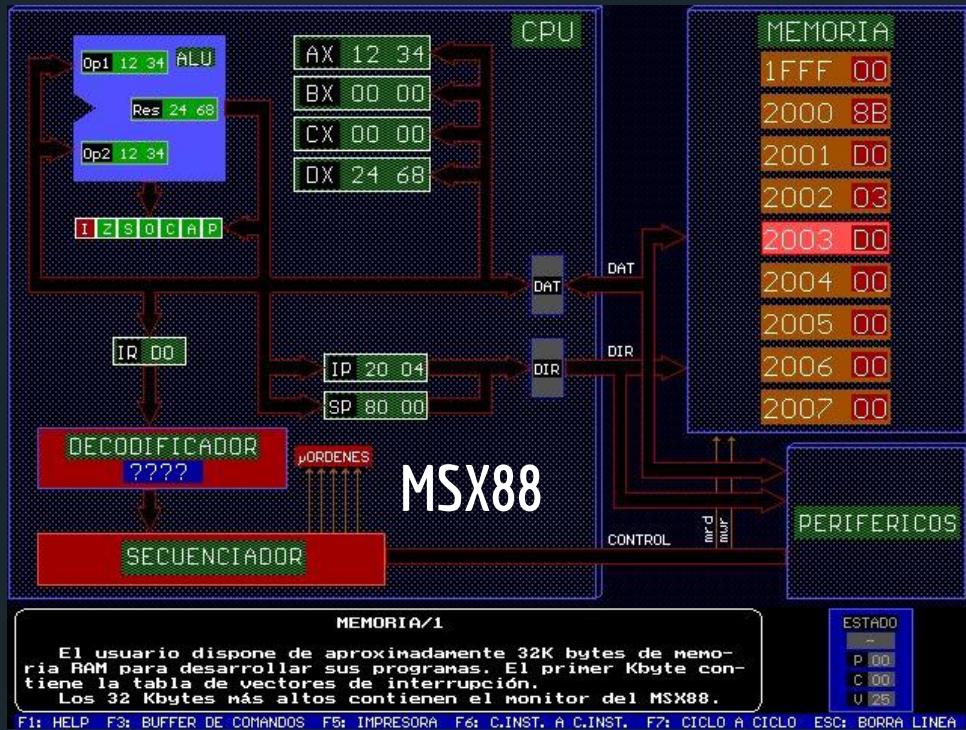 CPU
MEMORIA
Op1 12 34 ALU
Res 24 68
Op2 12 34
I Z S O C A P
AX 12 34
BX 00 00
CX 00 00
DX 24 68
1FFF 00
2000 8B
2001 D0
2002 03
2003 D0
2004 00
2005 00
2006 00
2007 00
DAT
DAT
DIR
DIR
IR D0
IP 20 04
SP 80 00
DECODIFICADOR
????
µORDENES
MSX88
SECUENCIADOR
CONTROL
mrd
mwr
PERIFERICOS
MEMORIA/1
El usuario dispone de aproximadamente 32K bytes de memo-
ria RAM para desarrollar sus programas. El primer Kbyte con-
tiene la tabla de vectores de interrupción.
Los 32 Kbytes más altos contienen el monitor del MSX88.
ESTADO
-
P 00
C 00
V 25
F1: HELP F3: BUFFER DE COMANDOS F5: IMPRESORA F6: C.INST. A C.INST. F7: CICLO A CICLO ESC: BORRA LINEA